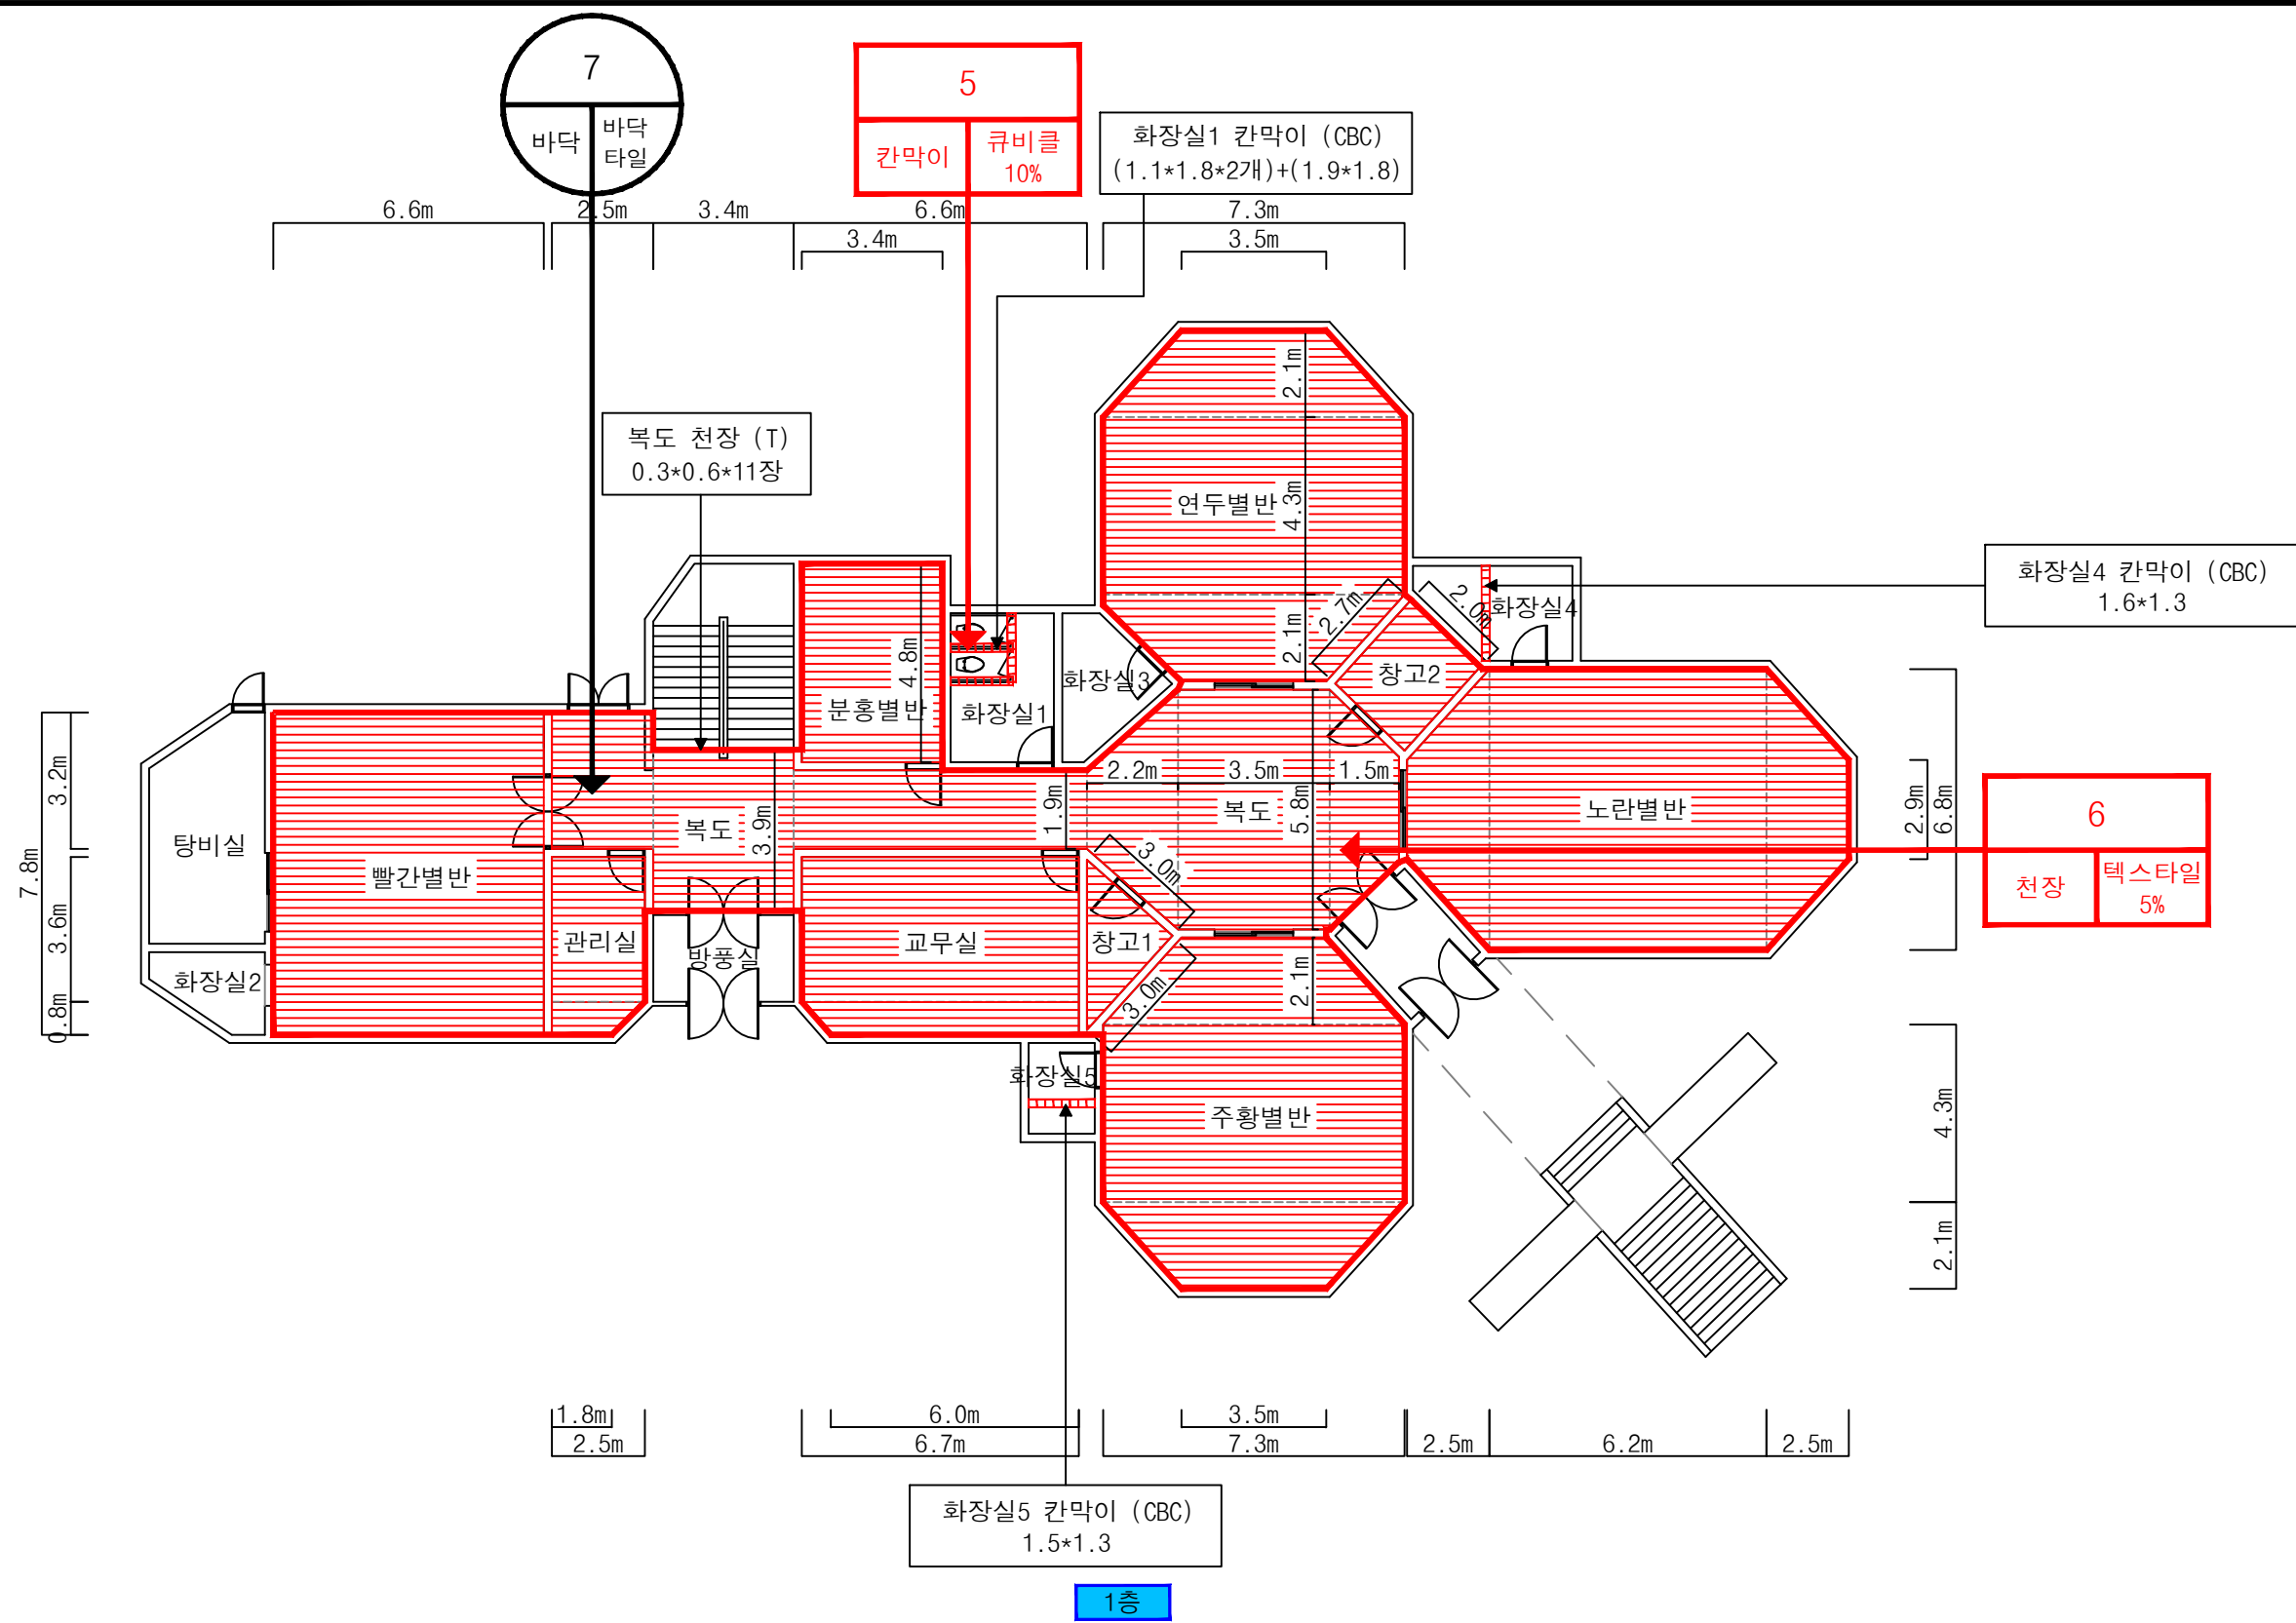 7
바닥
바닥
타일
5
칸막이
큐비클
10%
화장실1 칸막이 (CBC)
(1.1*1.8*2개)+(1.9*1.8)
6.6m
2.5m
3.4m
6.6m
7.3m
3.4m
3.5m
복도 천장 (T)
0.3*0.6*11장
2.1m
연두별반
4.3m
2.1m
2.7m
2.0m
화장실4
화장실4 칸막이 (CBC)
1.6*1.3
창고2
4.8m
분홍별반
화장실1
화장실3
2.2m
3.5m
1.5m
7.8m
3.2m
3.6m
0.8m
탕비실
빨간별반
복도
3.9m
1.9m
복도
5.8m
노란별반
2.9m
6.8m
6
천장
텍스타일
5%
3.0m
화장실2
관리실
방풍실
교무실
창고1
3.0m
2.1m
화장실5
주황별반
4.3m
2.1m
1.8m
2.5m
6.0m
6.7m
3.5m
7.3m
2.5m
6.2m
2.5m
화장실5 칸막이 (CBC)
1.5*1.3
1층